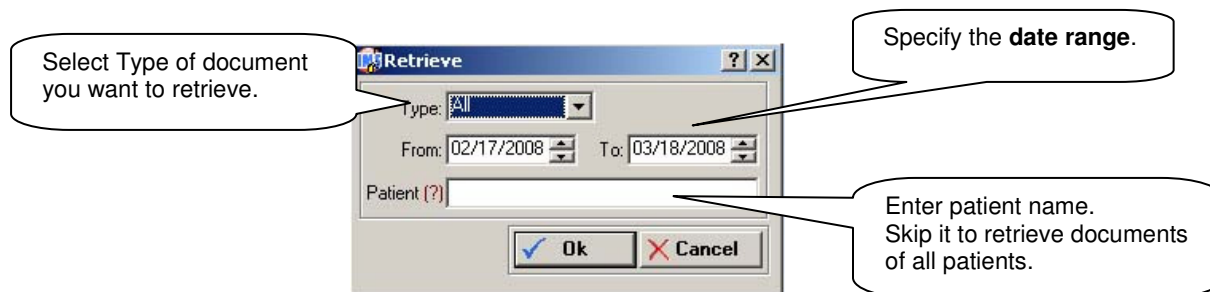 Select Type of document
you want to retrieve.
Specify the date range.
Retrieve
Type: All
From: 02/17/2008 To: 03/18/2008
Patient (?)
Ok Cancel
Enter patient name.
Skip it to retrieve documents
of all patients.